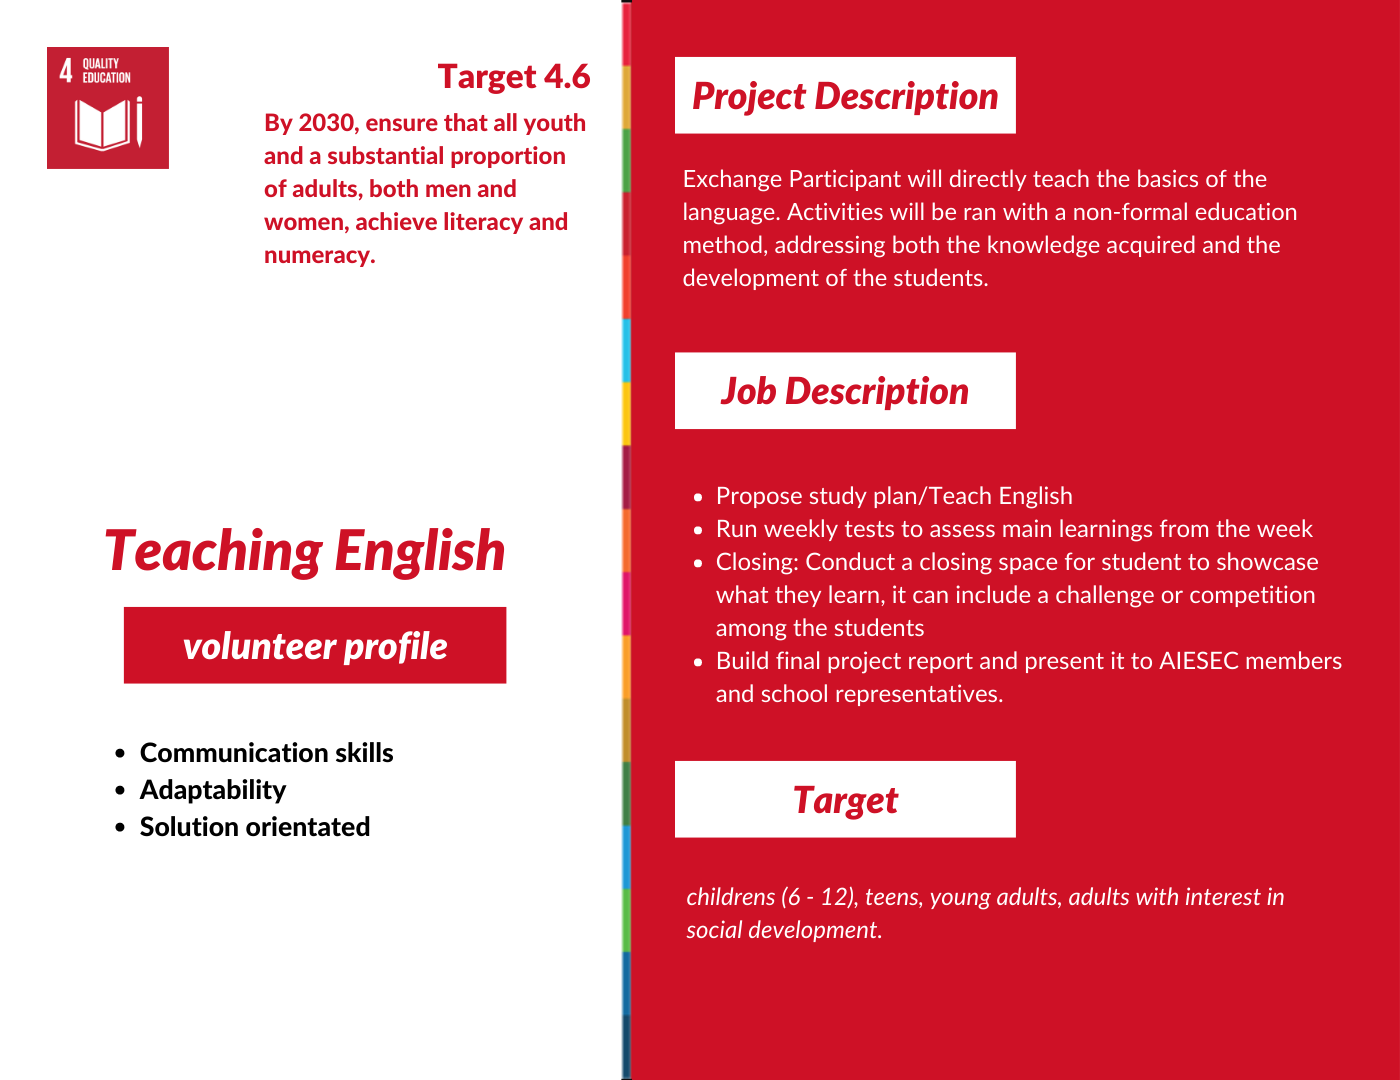 4 QUALITY
EDUCATION
Target 4.6
By 2030, ensure that all youth
and a substantial proportion
of adults, both men and
women, achieve literacy and
numeracy.
Teaching English
volunteer profile
• Communication skills
• Adaptability
• Solution orientated
Project Description
Exchange Participant will directly teach the basics of the
language. Activities will be ran with a non-formal education
method, addressing both the knowledge acquired and the
development of the students.
Job Description
• Propose study plan/Teach English
• Run weekly tests to assess main learnings from the week
• Closing: Conduct a closing space for student to showcase
what they learn, it can include a challenge or competition
among the students
• Build final project report and present it to AIESEC members
and school representatives.
Target
childrens (6 - 12), teens, young adults, adults with interest in
social development.